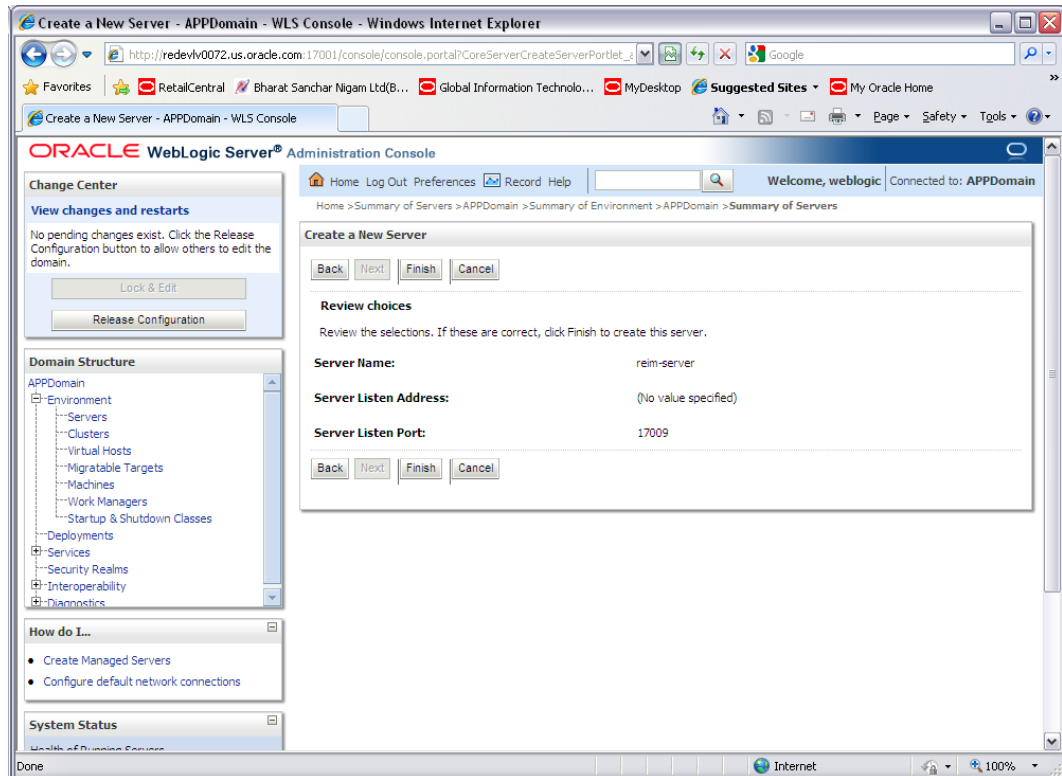 Create a New Server - APPDomain - WLS Console - Windows Internet Explorer
http://redevlv0072.us.oracle.com:17001/console/console.portal?CoreServerCreateServerPortlet_
Google
Favorites RetailCentral Bharat Sanchar Nigam Ltd(B... Global Information Technolo... MyDesktop Suggested Sites My Oracle Home
Create a New Server - APPDomain - WLS Console
Page Safety Tools
ORACLE WebLogic Server® Administration Console
Change Center
View changes and restarts
No pending changes exist. Click the Release
Configuration button to allow others to edit the
domain.
Lock & Edit
Release Configuration
Domain Structure
APPDomain
Environment
Servers
Clusters
Virtual Hosts
Migratable Targets
Machines
Work Managers
Startup & Shutdown Classes
Deployments
Services
Security Realms
Interoperability
Diagnostics
How do I...
Create Managed Servers
Configure default network connections
System Status
Health of Running Servers
Home Log Out Preferences Record Help
Welcome, weblogic Connected to: APPDomain
Home >Summary of Servers >APPDomain >Summary of Environment >APPDomain >Summary of Servers
Create a New Server
Back Next Finish Cancel
Review choices
Review the selections. If these are correct, click Finish to create this server.
Server Name: reim-server
Server Listen Address: (No value specified)
Server Listen Port: 17009
Back Next Finish Cancel
Done
Internet
100%